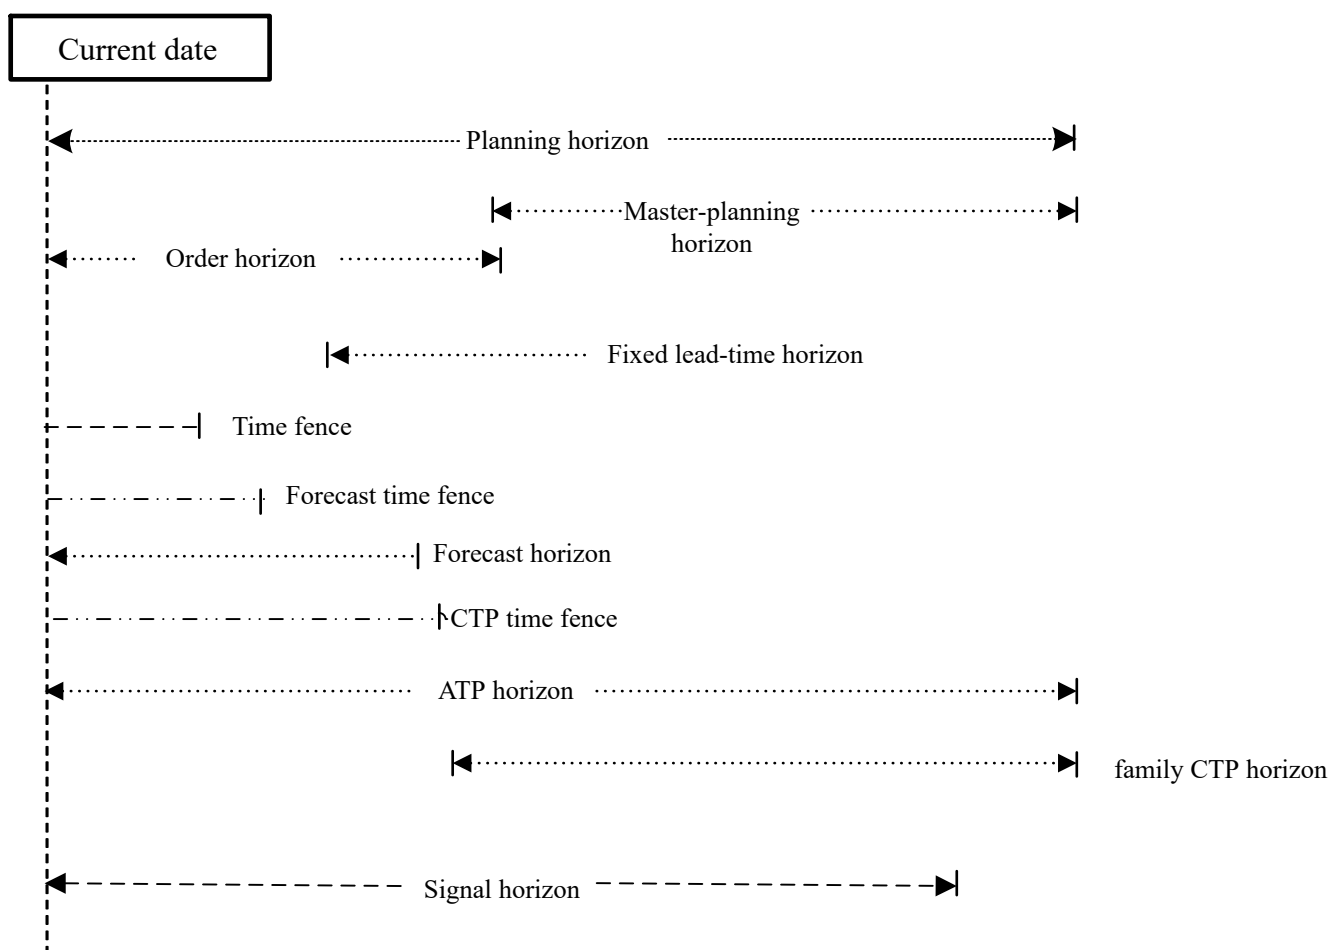 Current date
Planning horizon
Master-planning
horizon
Order horizon
Fixed lead-time horizon
Time fence
Forecast time fence
Forecast horizon
CTP time fence
ATP horizon
family CTP horizon
Signal horizon